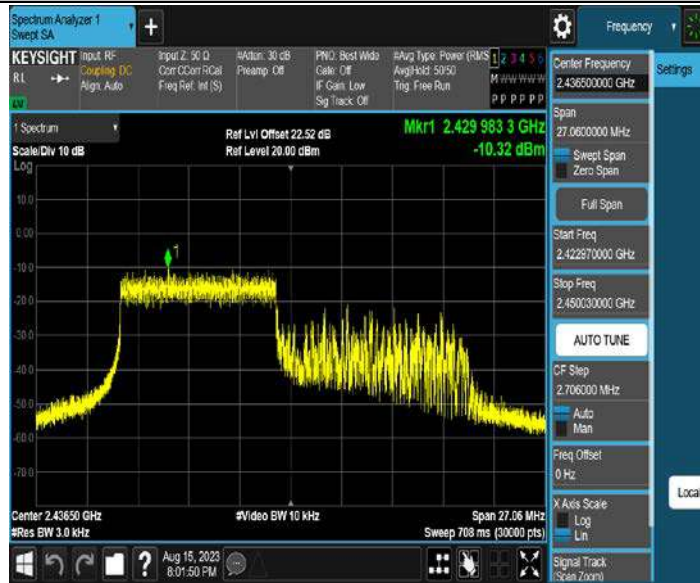 Spectrum Analyzer 1
Swept SA
+
Frequency
KEYSIGHT
RL
Input: RF
Coupling: DC
Align: Auto
Input Z: 50 Ω
Corr CCorr RCal
Freq Ref: Int (S)
#Atten: 30 dB
Preamp: Off
PNO: Best Wide
Gate: Off
IF Gain: Low
Sig Track: Off
#Avg Type: Power (RMS
Avg|Hold: 50/50
Trig: Free Run
1 2 3 4 5 6
M W W W W W
P P P P P P
1 Spectrum
Scale/Div 10 dB
Log
Ref Lvl Offset 22.52 dB
Ref Level 20.00 dBm
Mkr1 2.429 983 3 GHz
-10.32 dBm
10.0
0.00
-10.0
-20.0
-30.0
-40.0
-50.0
-60.0
-70.0
1
Center 2.43650 GHz
#Res BW 3.0 kHz
#Video BW 10 kHz
Span 27.06 MHz
Sweep 708 ms (30000 pts)
?
Aug 15, 2023
8:01:50 PM
Center Frequency
2.436500000 GHz
Span
27.0600000 MHz
Swept Span
Zero Span
Full Span
Start Freq
2.422970000 GHz
Stop Freq
2.450030000 GHz
AUTO TUNE
CF Step
2.706000 MHz
Auto
Man
Freq Offset
0 Hz
X Axis Scale
Log
Lin
Signal Track
(Span Zoom)
Settings
Local